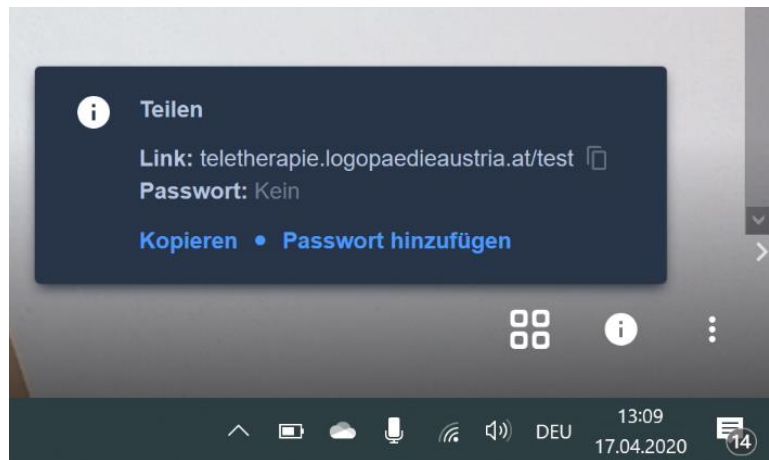 Teilen
Link: teletherapie.logopaedieaustria.at/test
Passwort: Kein
Kopieren • Passwort hinzufügen
DEU
13:09
17.04.2020
14